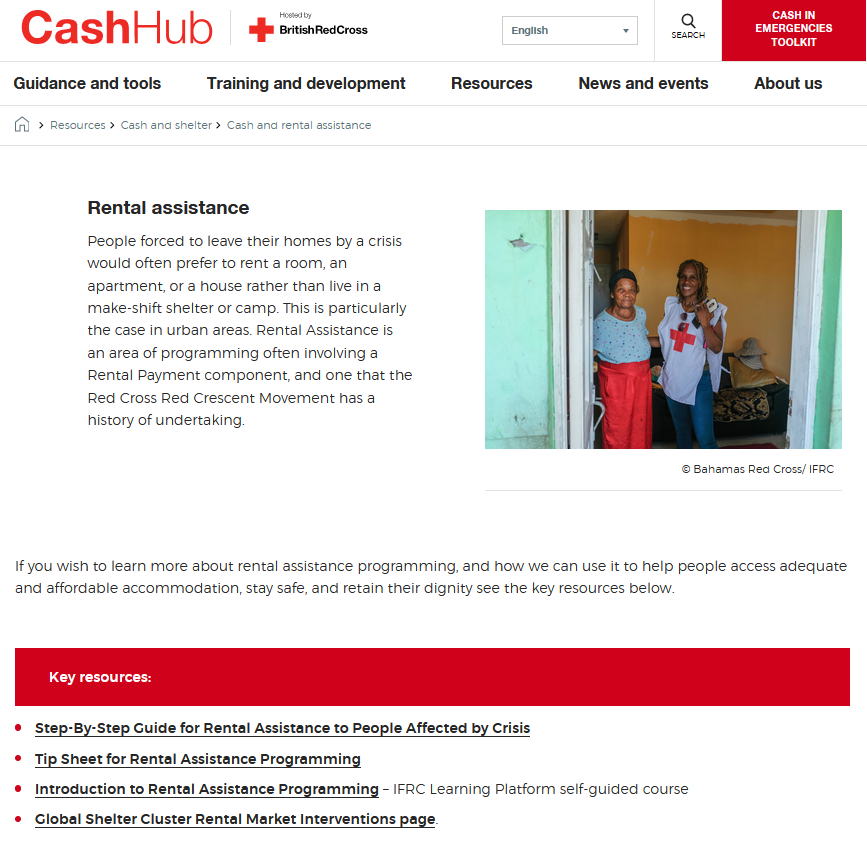 CashHub
Hosted by
BritishRedCross
English
SEARCH
CASH IN
EMERGENCIES
TOOLKIT
Guidance and tools
Training and development
Resources
News and events
About us
Resources
Cash and shelter
Cash and rental assistance
Rental assistance
People forced to leave their homes by a crisis
would often prefer to rent a room, an
apartment, or a house rather than live in a
make-shift shelter or camp. This is particularly
the case in urban areas. Rental Assistance is
an area of programming often involving a
Rental Payment component, and one that the
Red Cross Red Crescent Movement has a
history of undertaking.
© Bahamas Red Cross/ IFRC
If you wish to learn more about rental assistance programming, and how we can use it to help people access adequate
and affordable accommodation, stay safe, and retain their dignity see the key resources below.
Key resources:
Step-By-Step Guide for Rental Assistance to People Affected by Crisis
Tip Sheet for Rental Assistance Programming
Introduction to Rental Assistance Programming – IFRC Learning Platform self-guided course
Global Shelter Cluster Rental Market Interventions page.